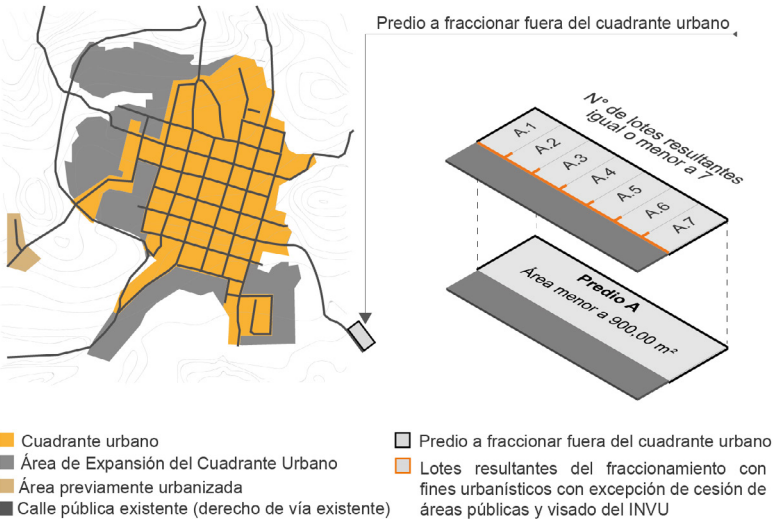 Predio a fraccionar fuera del cuadrante urbano
N° de lotes resultantes
igual o menor a 7
A.1
A.2
A.3
A.4
A.5
A.6
A.7
Predio A
Área menor a 900,00 m²
Cuadrante urbano
Área de Expansión del Cuadrante Urbano
Área previamente urbanizada
Calle pública existente (derecho de vía existente)
Predio a fraccionar fuera del cuadrante urbano
Lotes resultantes del fraccionamiento con
fines urbanísticos con excepción de cesión de
áreas públicas y visado del INVU